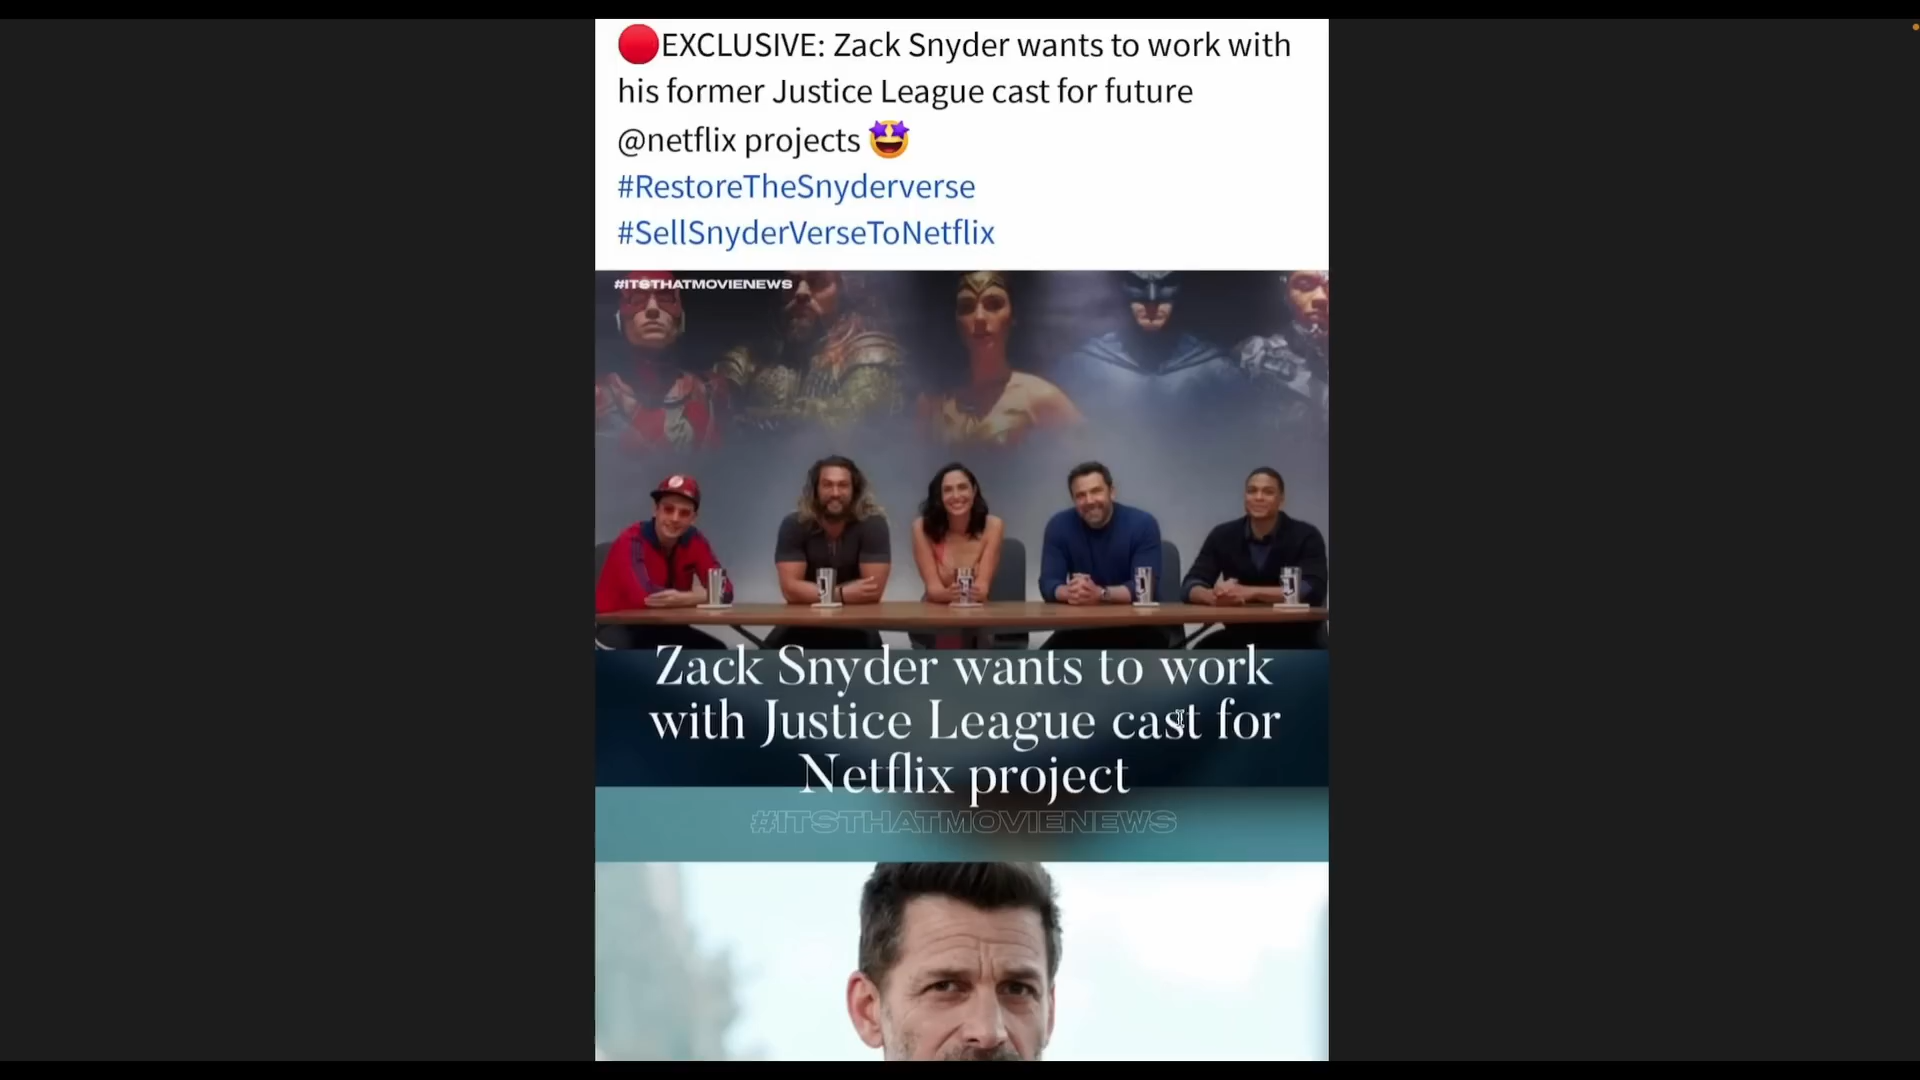 🔴EXCLUSIVE: Zack Snyder wants to work with
his former Justice League cast for future
@netflix projects 🤩
#RestoreTheSnyderverse
#SellSnyderVerseToNetflix
#ITSTHATMOVIENEWS
Zack Snyder wants to work
with Justice League cast for
Netflix project
#ITSTHATMOVIENEWS